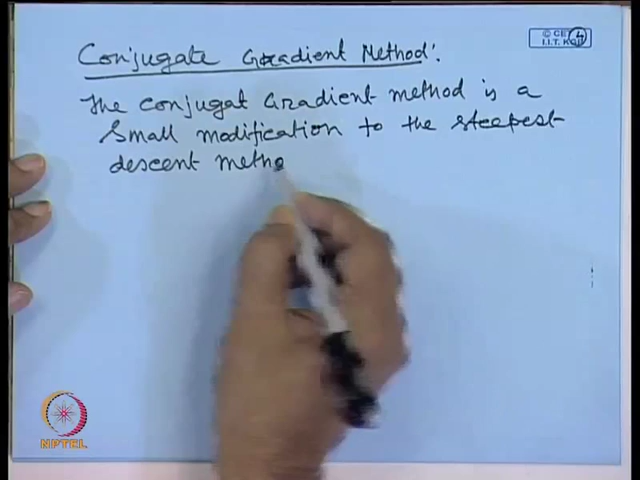 Conjugate Gradient Method:
© CET
I.I.T. KGP
The conjugat Gradient method is a
Small modification to the steepest-
descent metho
NPTEL